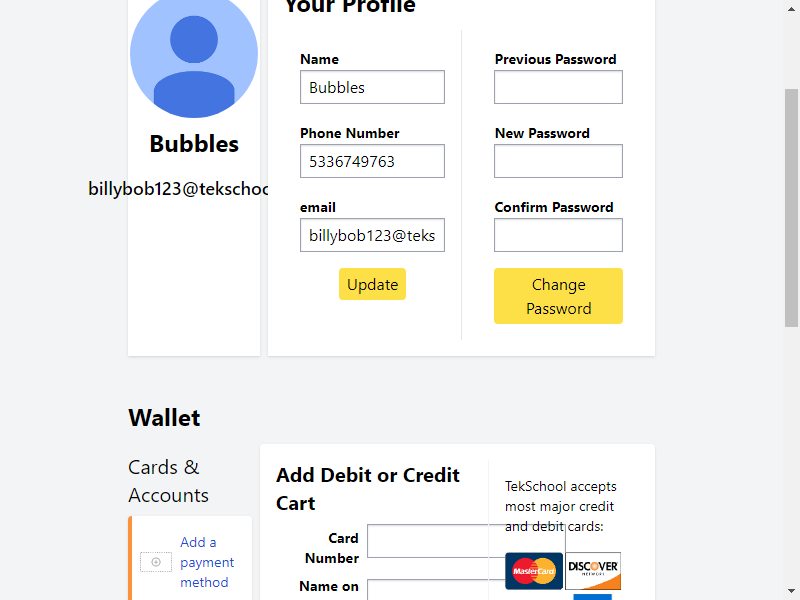 Your Profile
Bubbles
billybob123@tekschoo
Name
Bubbles
Phone Number
5336749763
email
billybob123@teks
Update
Previous Password
New Password
Confirm Password
Change
Password
Wallet
Cards &
Accounts
Add a
payment
method
Add Debit or Credit
Cart
Card
Number
Name on
TekSchool accepts
most major credit
and debit cards:
MasterCard
DISCOVER
NETWORK